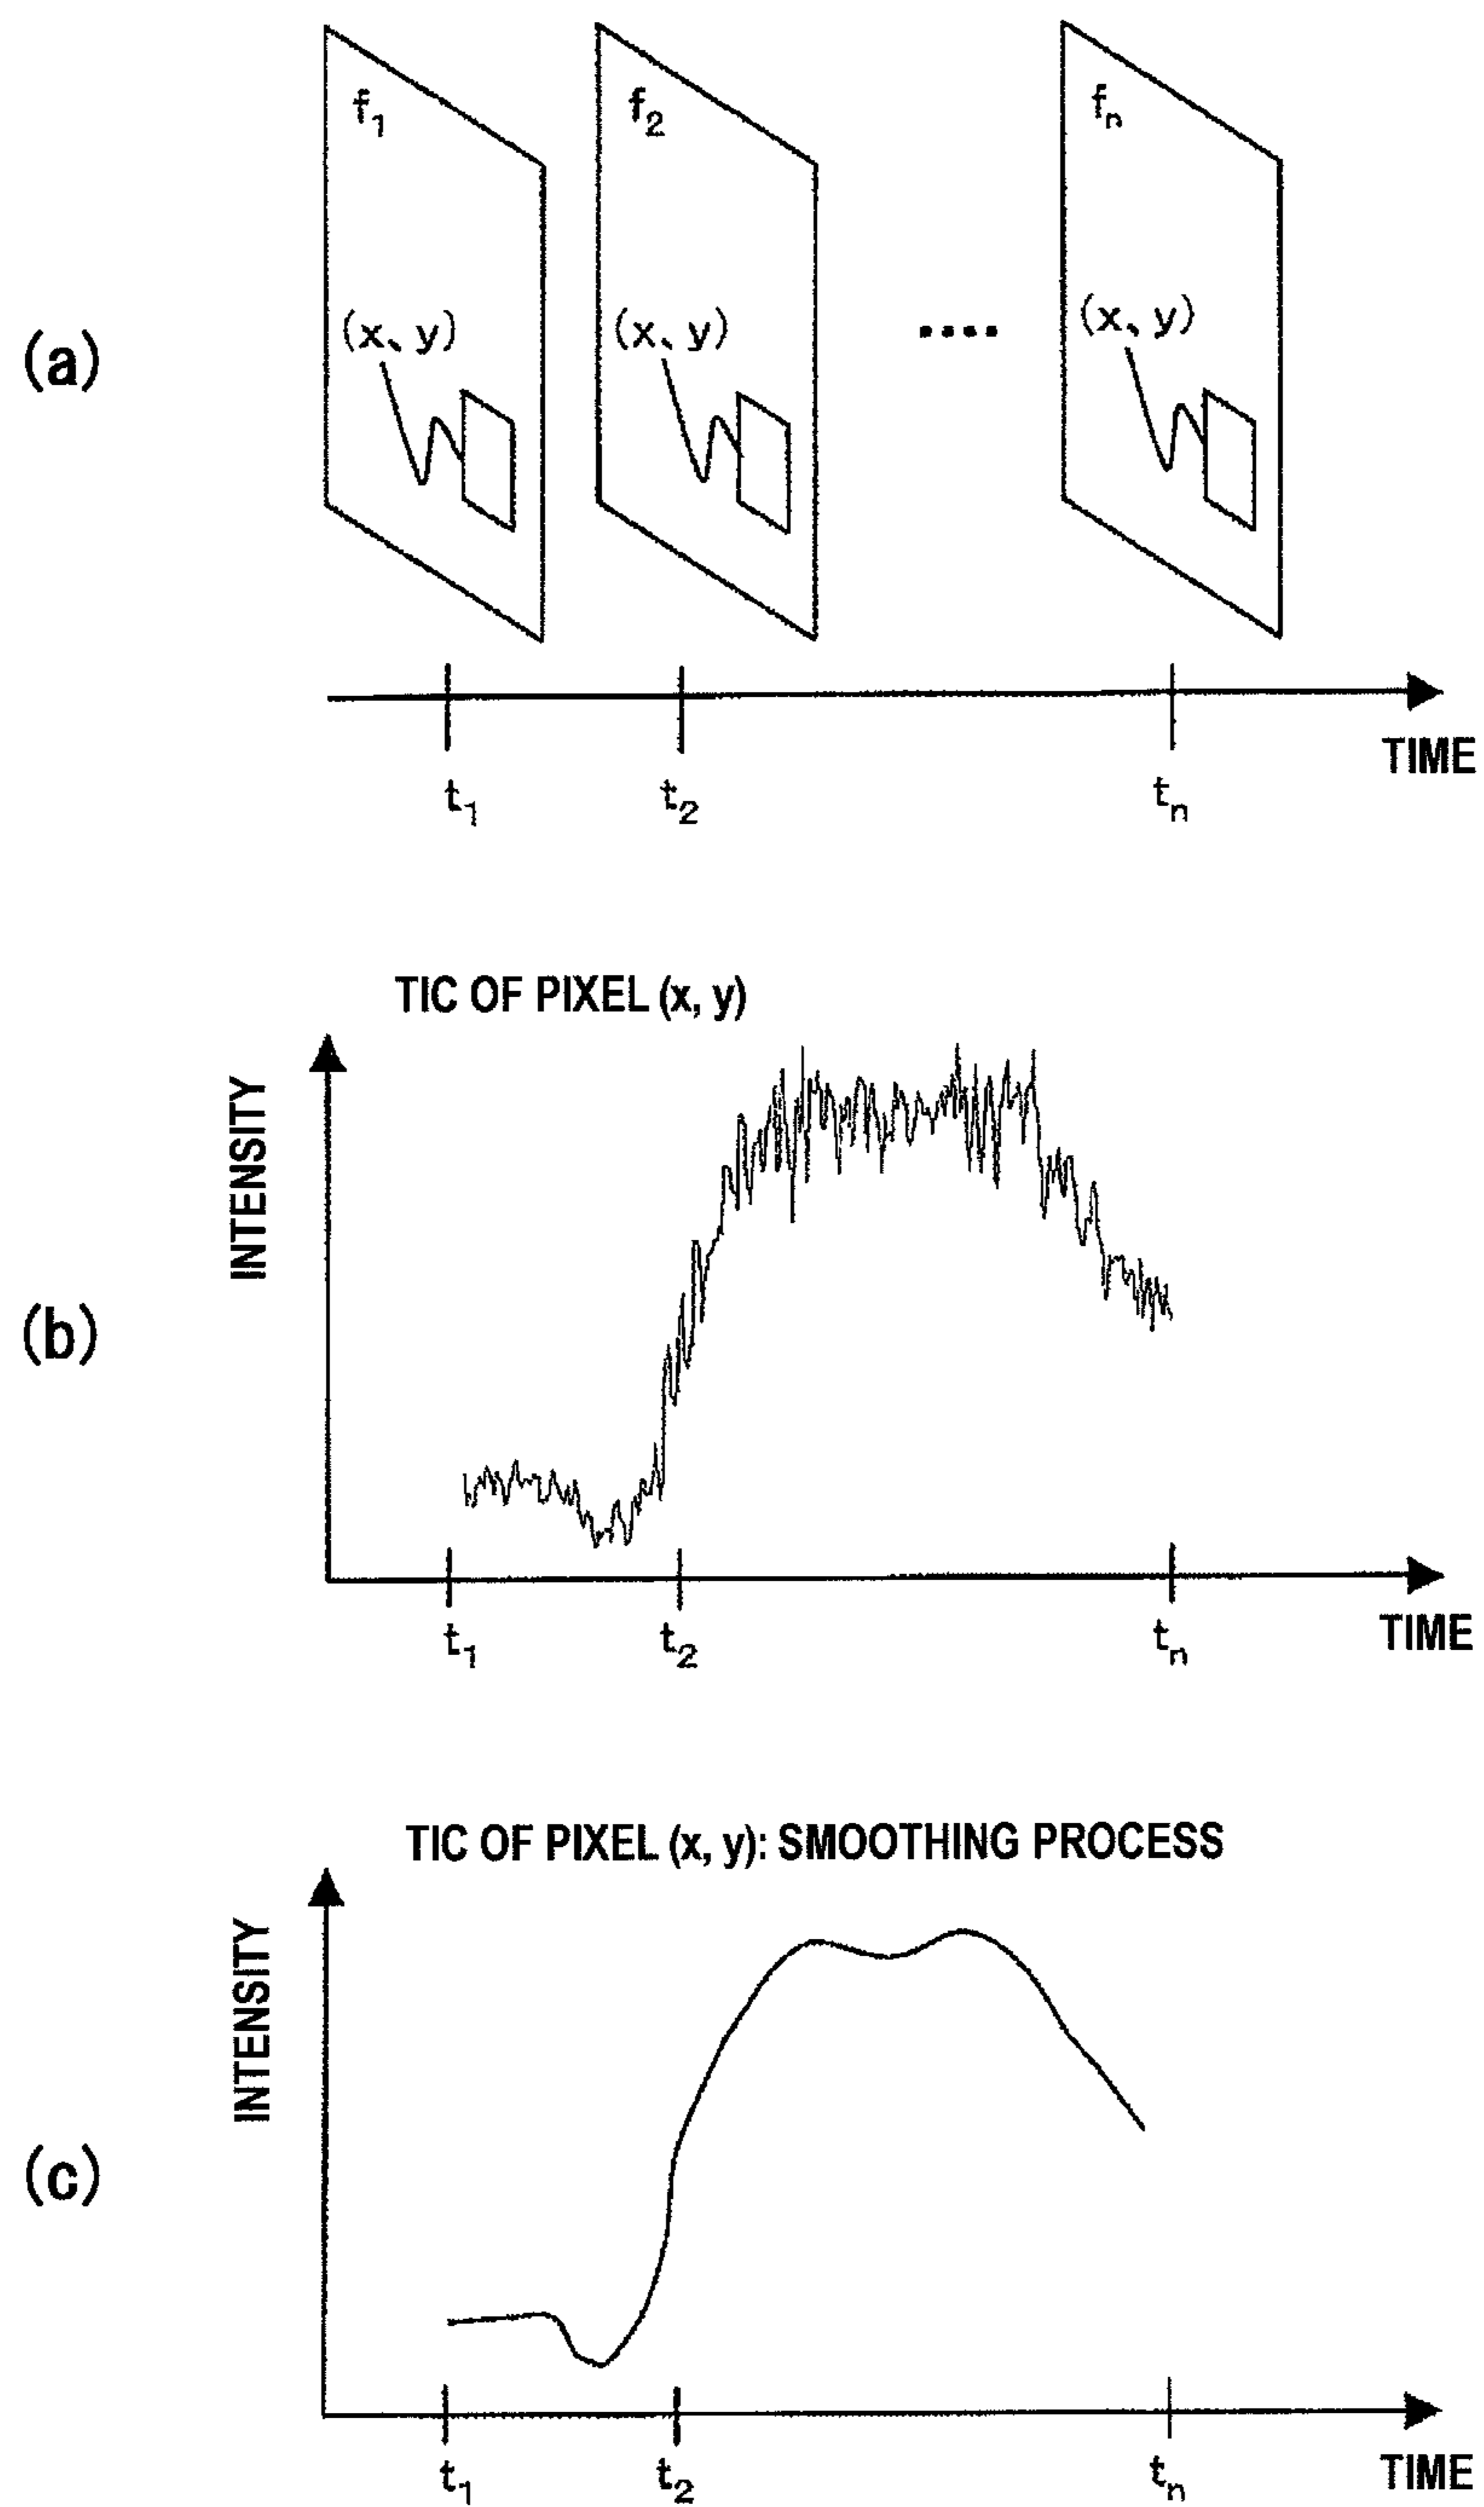 f1 f2 fn
(x、y) (x、y) ···· (x、y)
(a)
TIME
t1 t2 tn
TIC OF PIXEL (x, y)
INTENSITY
(b)
t1 t2 tn TIME
TIC OF PIXEL (x, y): SMOOTHING PROCESS
INTENSITY
(c)
t1 t2 tn TIME